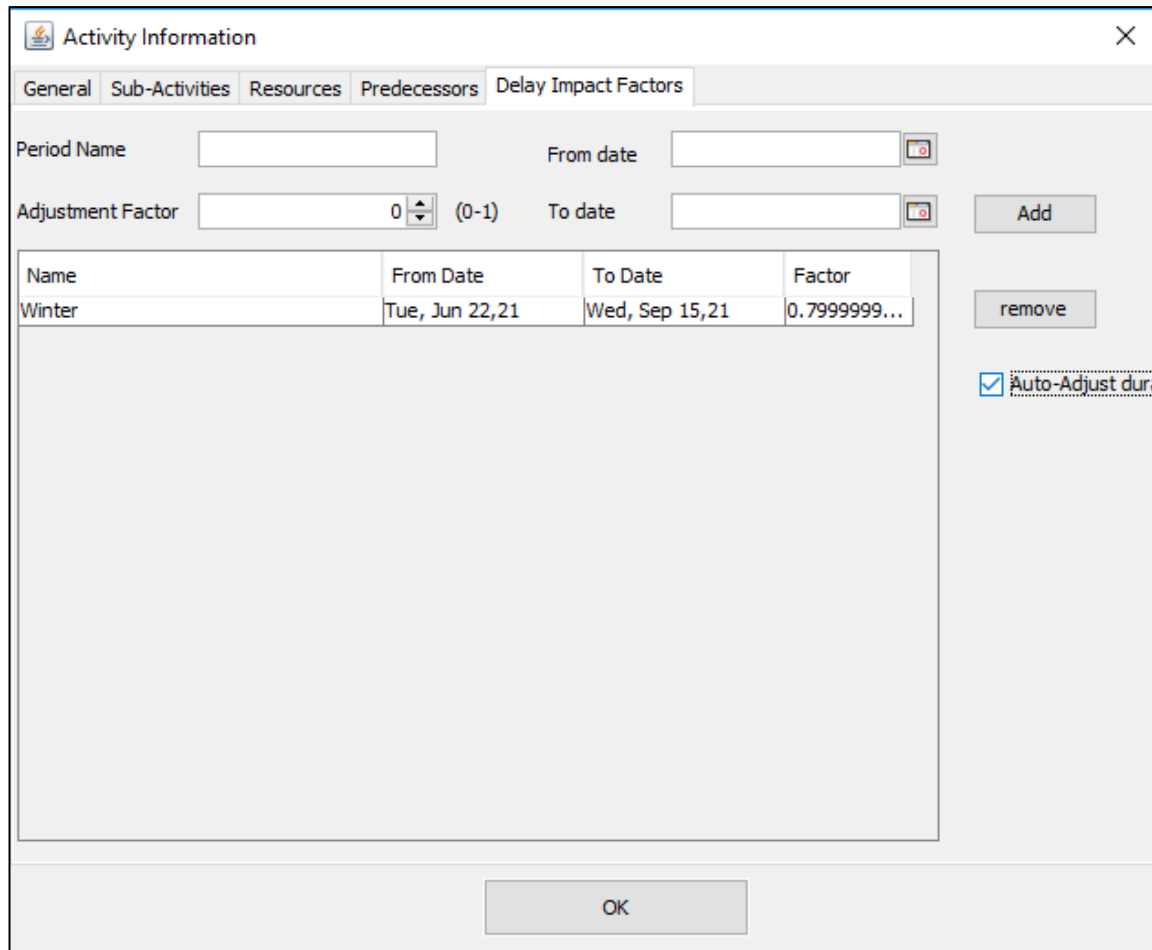 Activity Information
General Sub-Activities Resources Predecessors Delay Impact Factors
Period Name From date
Adjustment Factor 0 (0-1) To date Add
Name From Date To Date Factor
Winter Tue, Jun 22,21 Wed, Sep 15,21 0.7999999...
remove
Auto-Adjust dur
OK